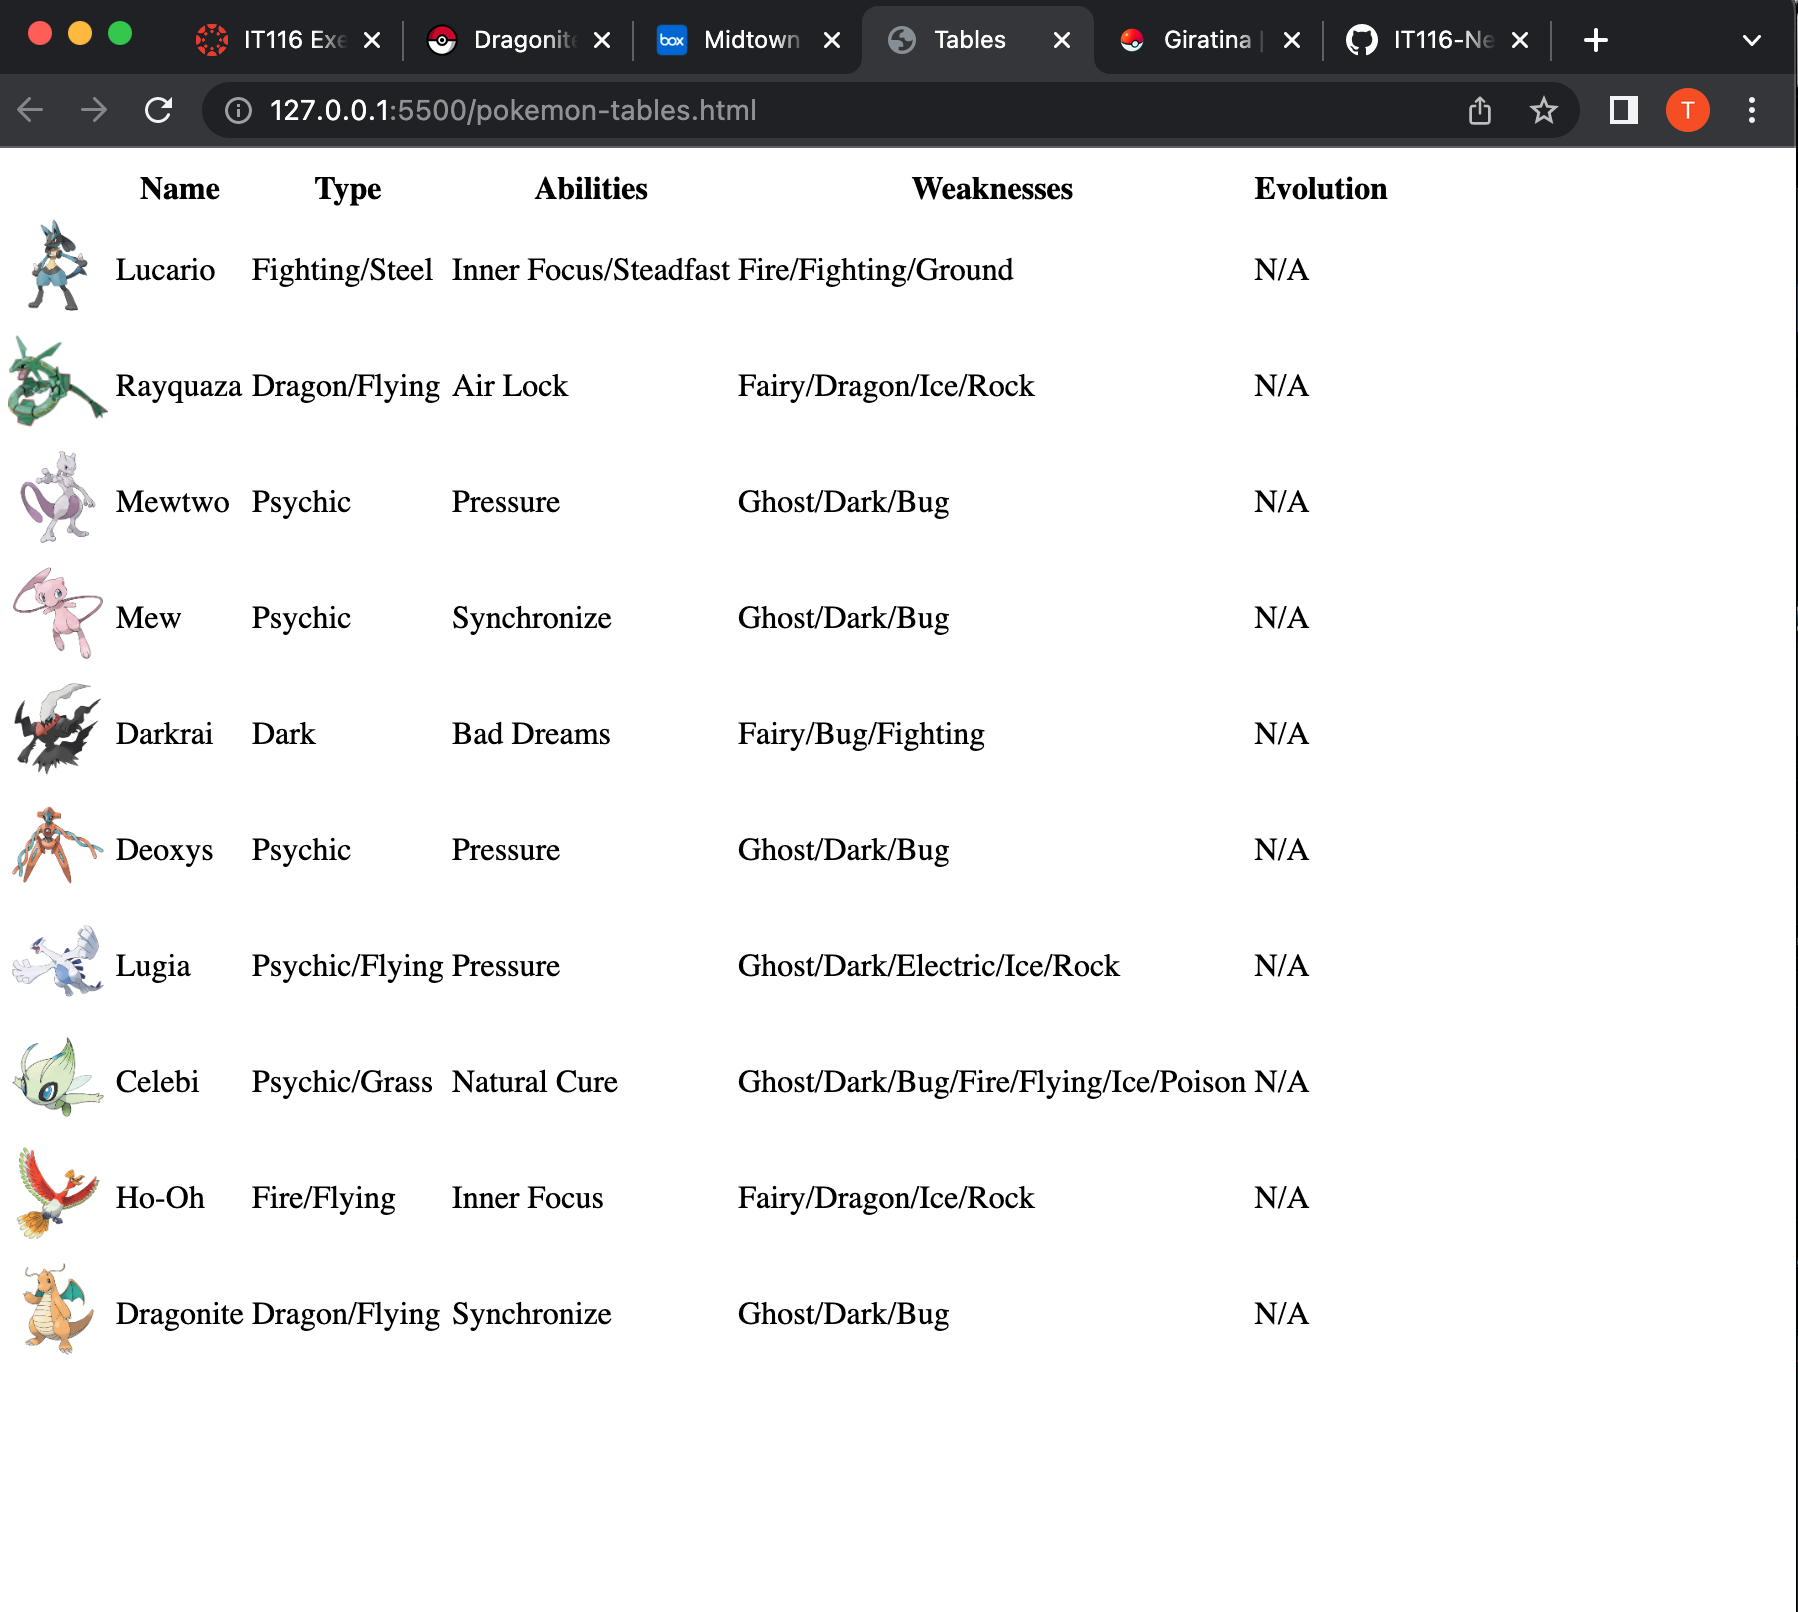 IT116 Exe
Dragonite
Midtown
Tables
Giratina |
IT116-Ne
127.0.0.1:5500/pokemon-tables.html
T
Name Type Abilities Weaknesses Evolution
Lucario Fighting/Steel Inner Focus/Steadfast Fire/Fighting/Ground N/A
Rayquaza Dragon/Flying Air Lock Fairy/Dragon/Ice/Rock N/A
Mewtwo Psychic Pressure Ghost/Dark/Bug N/A
Mew Psychic Synchronize Ghost/Dark/Bug N/A
Darkrai Dark Bad Dreams Fairy/Bug/Fighting N/A
Deoxys Psychic Pressure Ghost/Dark/Bug N/A
Lugia Psychic/Flying Pressure Ghost/Dark/Electric/Ice/Rock N/A
Celebi Psychic/Grass Natural Cure Ghost/Dark/Bug/Fire/Flying/Ice/Poison N/A
Ho-Oh Fire/Flying Inner Focus Fairy/Dragon/Ice/Rock N/A
Dragonite Dragon/Flying Synchronize Ghost/Dark/Bug N/A